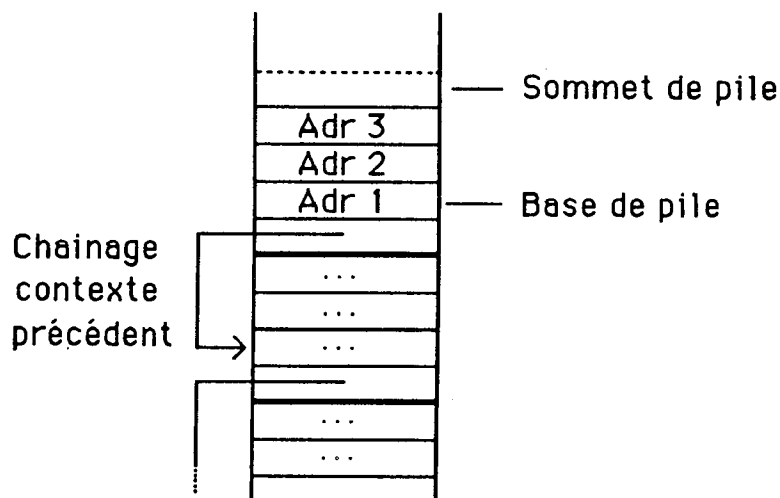 Sommet de pile
Adr 3
Adr 2
Adr 1
Base de pile
Chainage
contexte
précédent
...
...
...
...
...